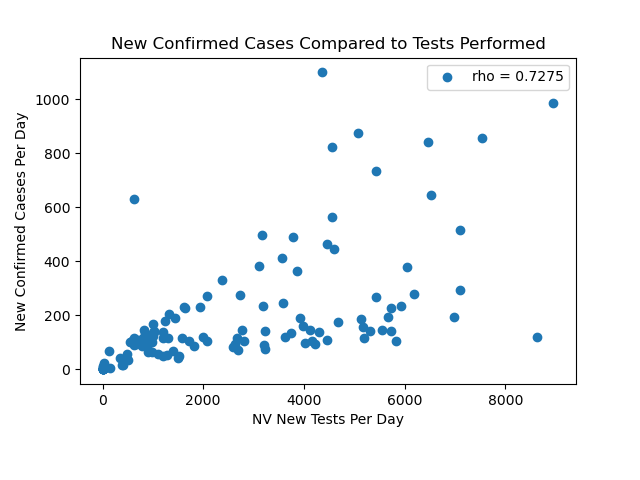 New Confirmed Cases Compared to Tests Performed
rho = 0.7275
New Confirmed Caeses Per Day
1000
800
600
400
200
0
0 2000 4000 6000 8000
NV New Tests Per Day